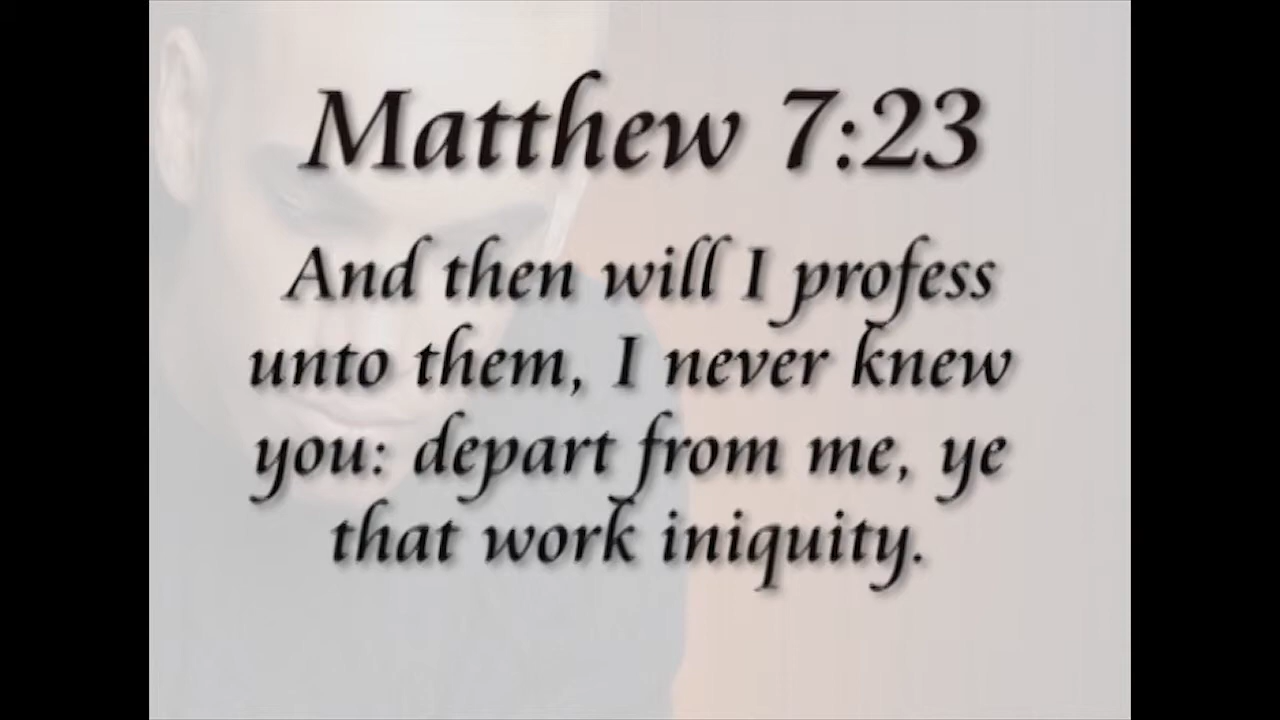 Matthew 7:23
And then will I profess
unto them, I never knew
you: depart from me, ye
that work iniquity.